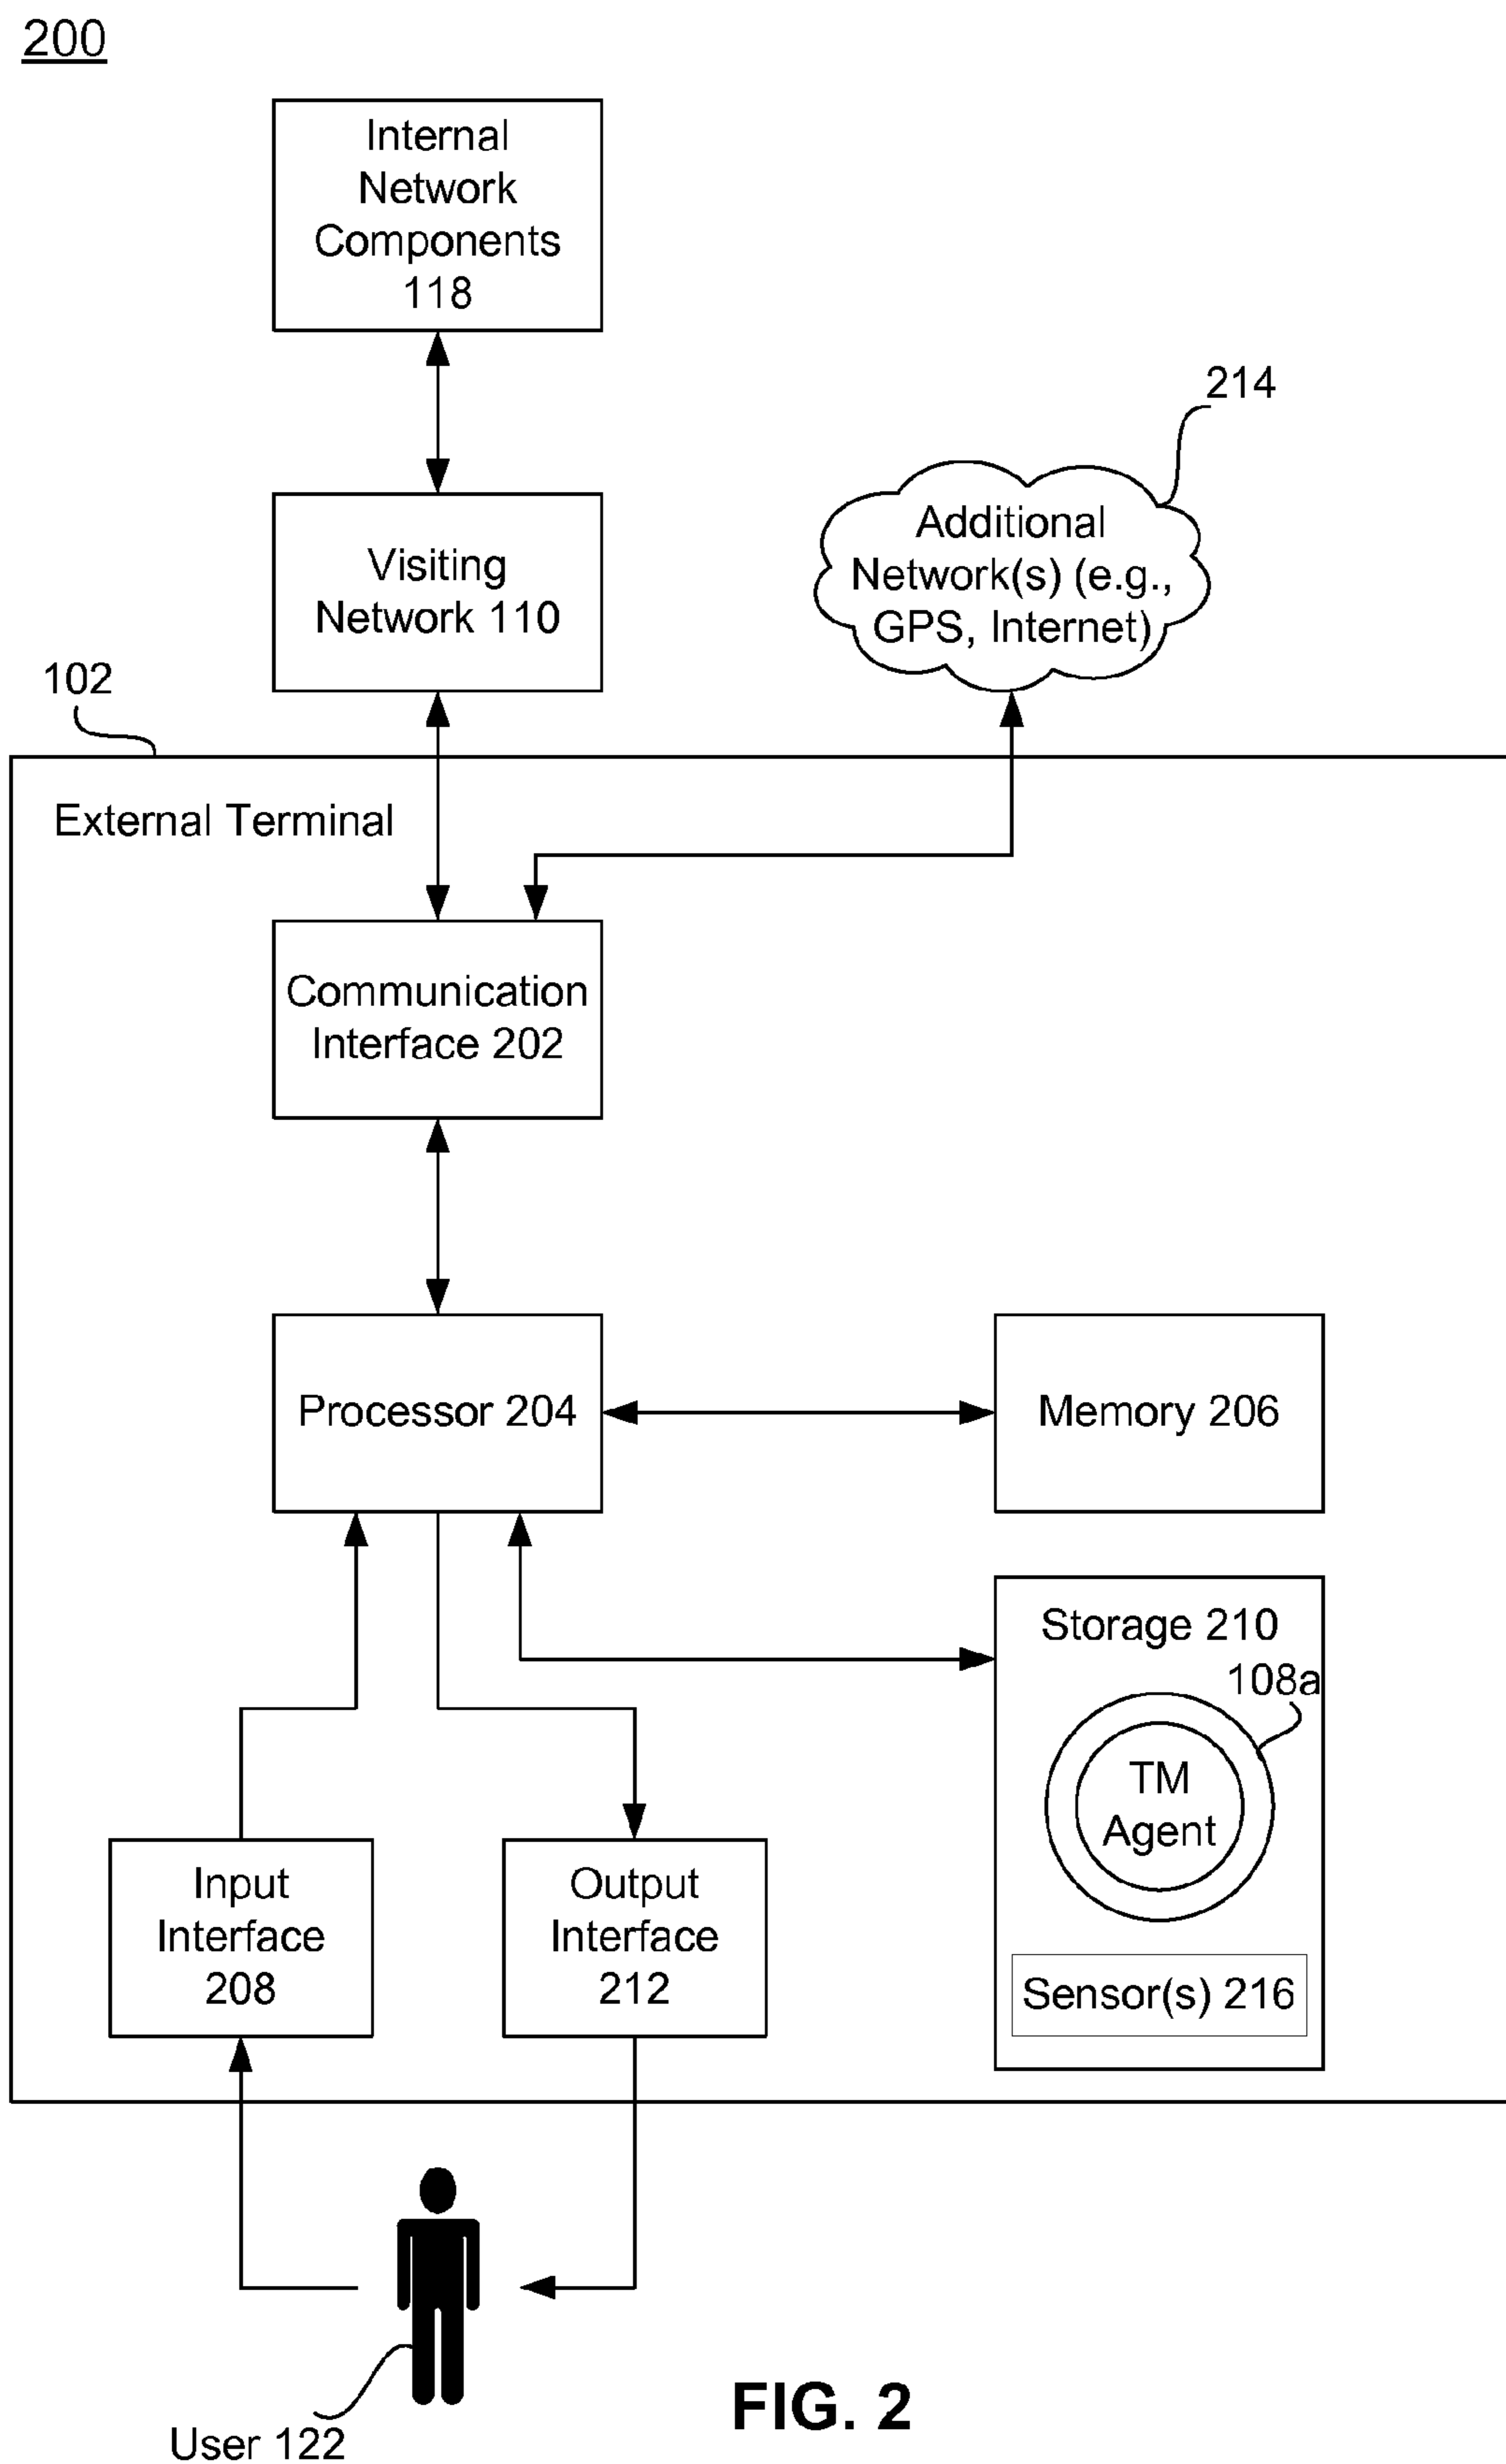 200
Internal
Network
Components
118
214
Additional
Network(s) (e.g.,
GPS, Internet)
Visiting
Network 110
102
External Terminal
Communication
Interface 202
Processor 204
Memory 206
Storage 210
108a
TM
Agent
Sensor(s) 216
Input
Interface
208
Output
Interface
212
User 122
FIG. 2